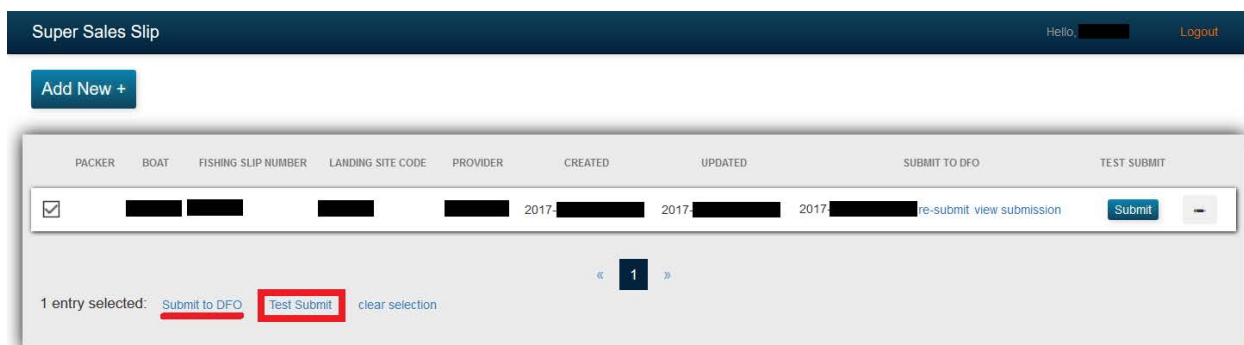 Super Sales Slip Hello, Logout
Add New +
PACKER BOAT FISHING SLIP NUMBER LANDING SITE CODE PROVIDER CREATED UPDATED SUBMIT TO DFO TEST SUBMIT
2017- 2017- 2017- re-submit view submission Submit
« 1 »
1 entry selected: Submit to DFO Test Submit clear selection